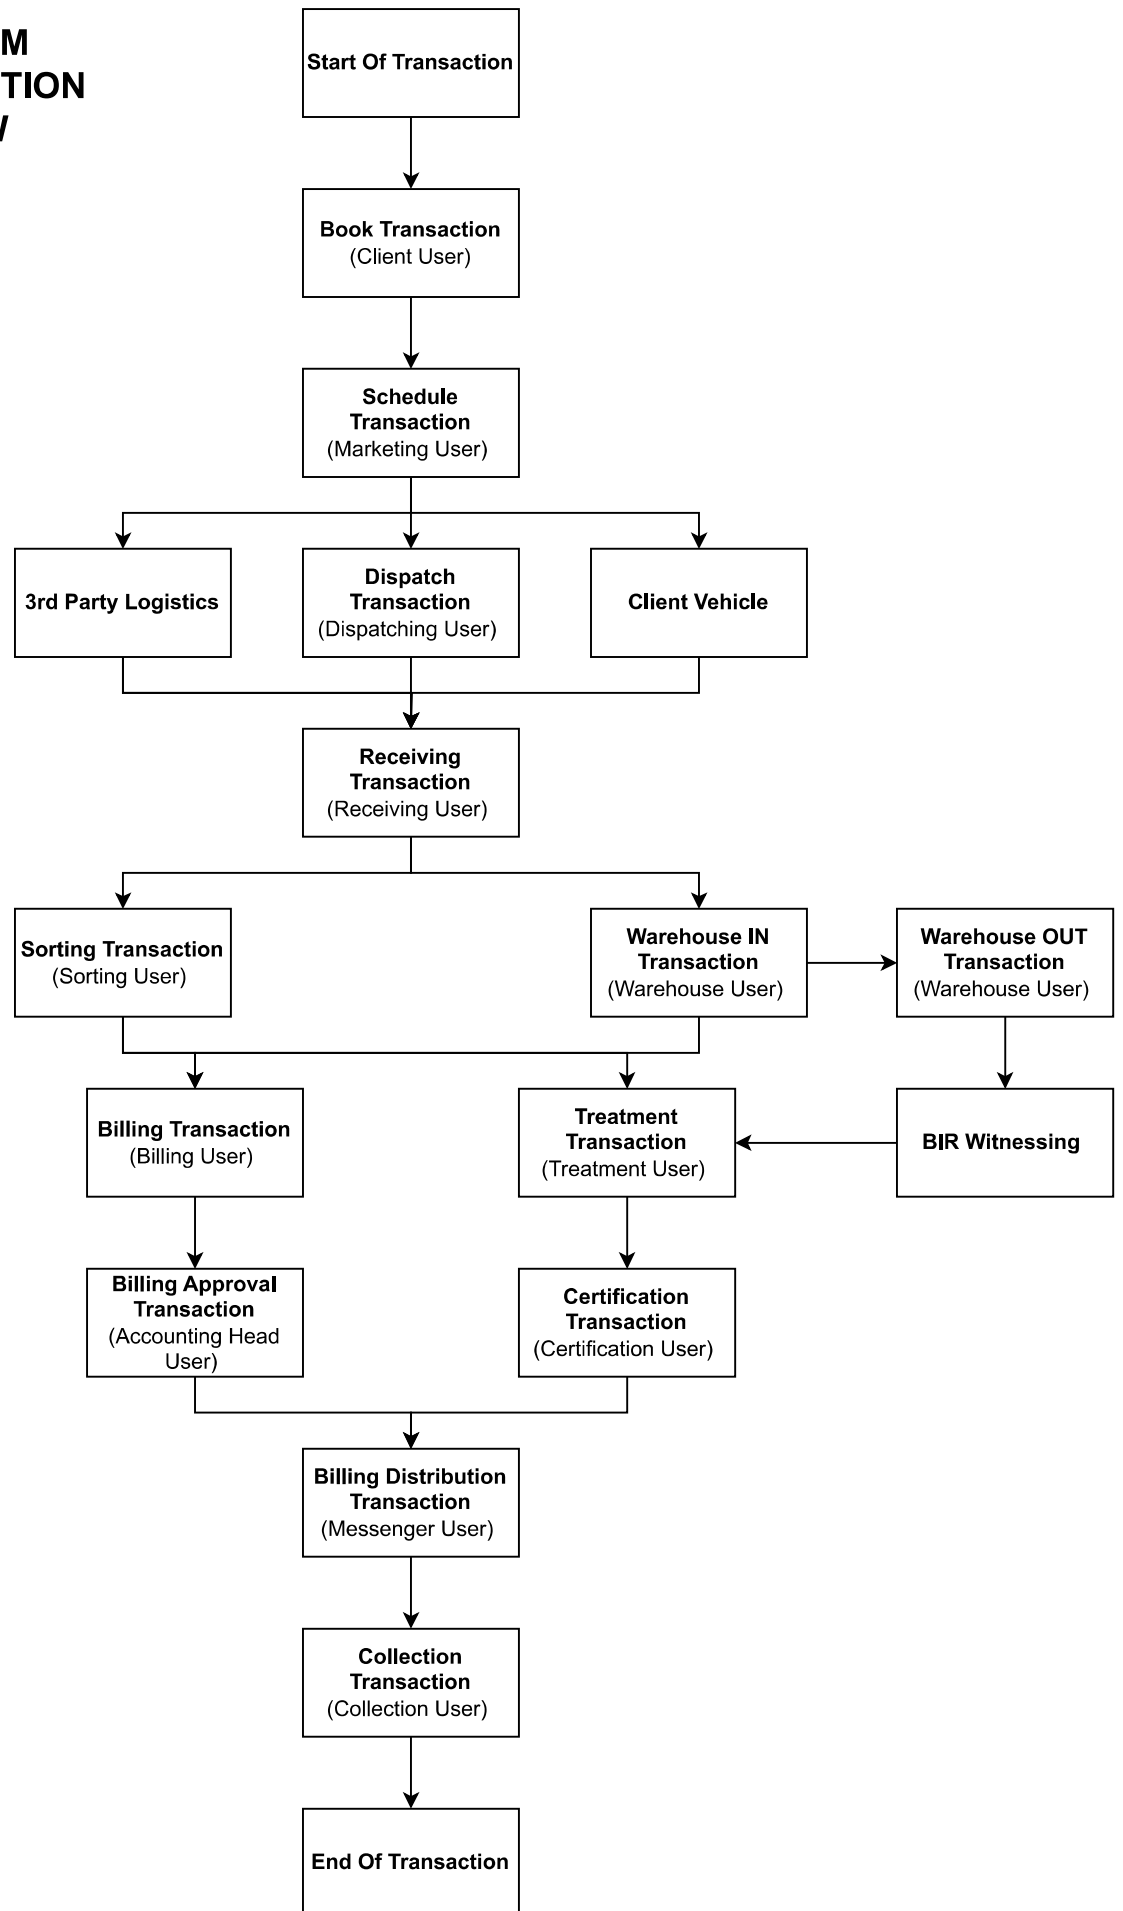 M
TION
Start Of Transaction
Book Transaction
(Client User)
Schedule
Transaction
(Marketing User)
3rd Party Logistics
Dispatch
Transaction
(Dispatching User)
Client Vehicle
Receiving
Transaction
(Receiving User)
Sorting Transaction
(Sorting User)
Warehouse IN
Transaction
(Warehouse User)
Warehouse OUT
Transaction
(Warehouse User)
Billing Transaction
(Billing User)
Treatment
Transaction
(Treatment User)
BIR Witnessing
Billing Approval
Transaction
(Accounting Head
User)
Certification
Transaction
(Certification User)
Billing Distribution
Transaction
(Messenger User)
Collection
Transaction
(Collection User)
End Of Transaction